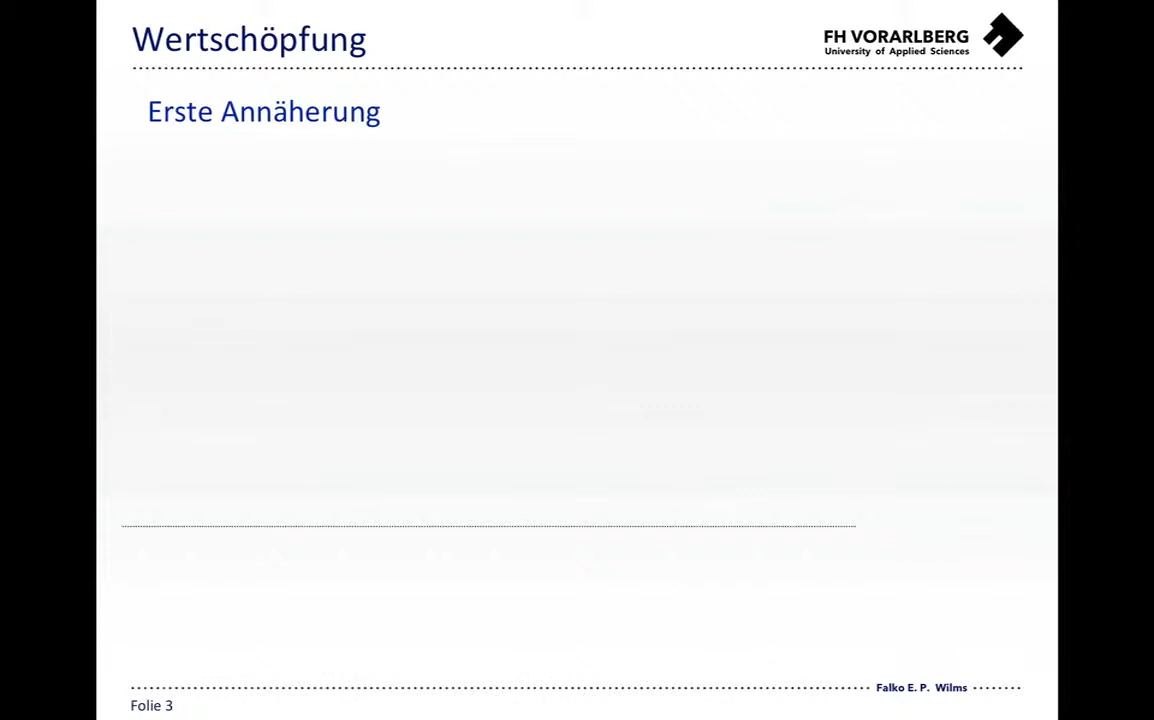 Wertschöpfung
FH VORARLBERG
University of Applied Sciences
Erste Annäherung
Falko E. P. Wilms
Folie 3